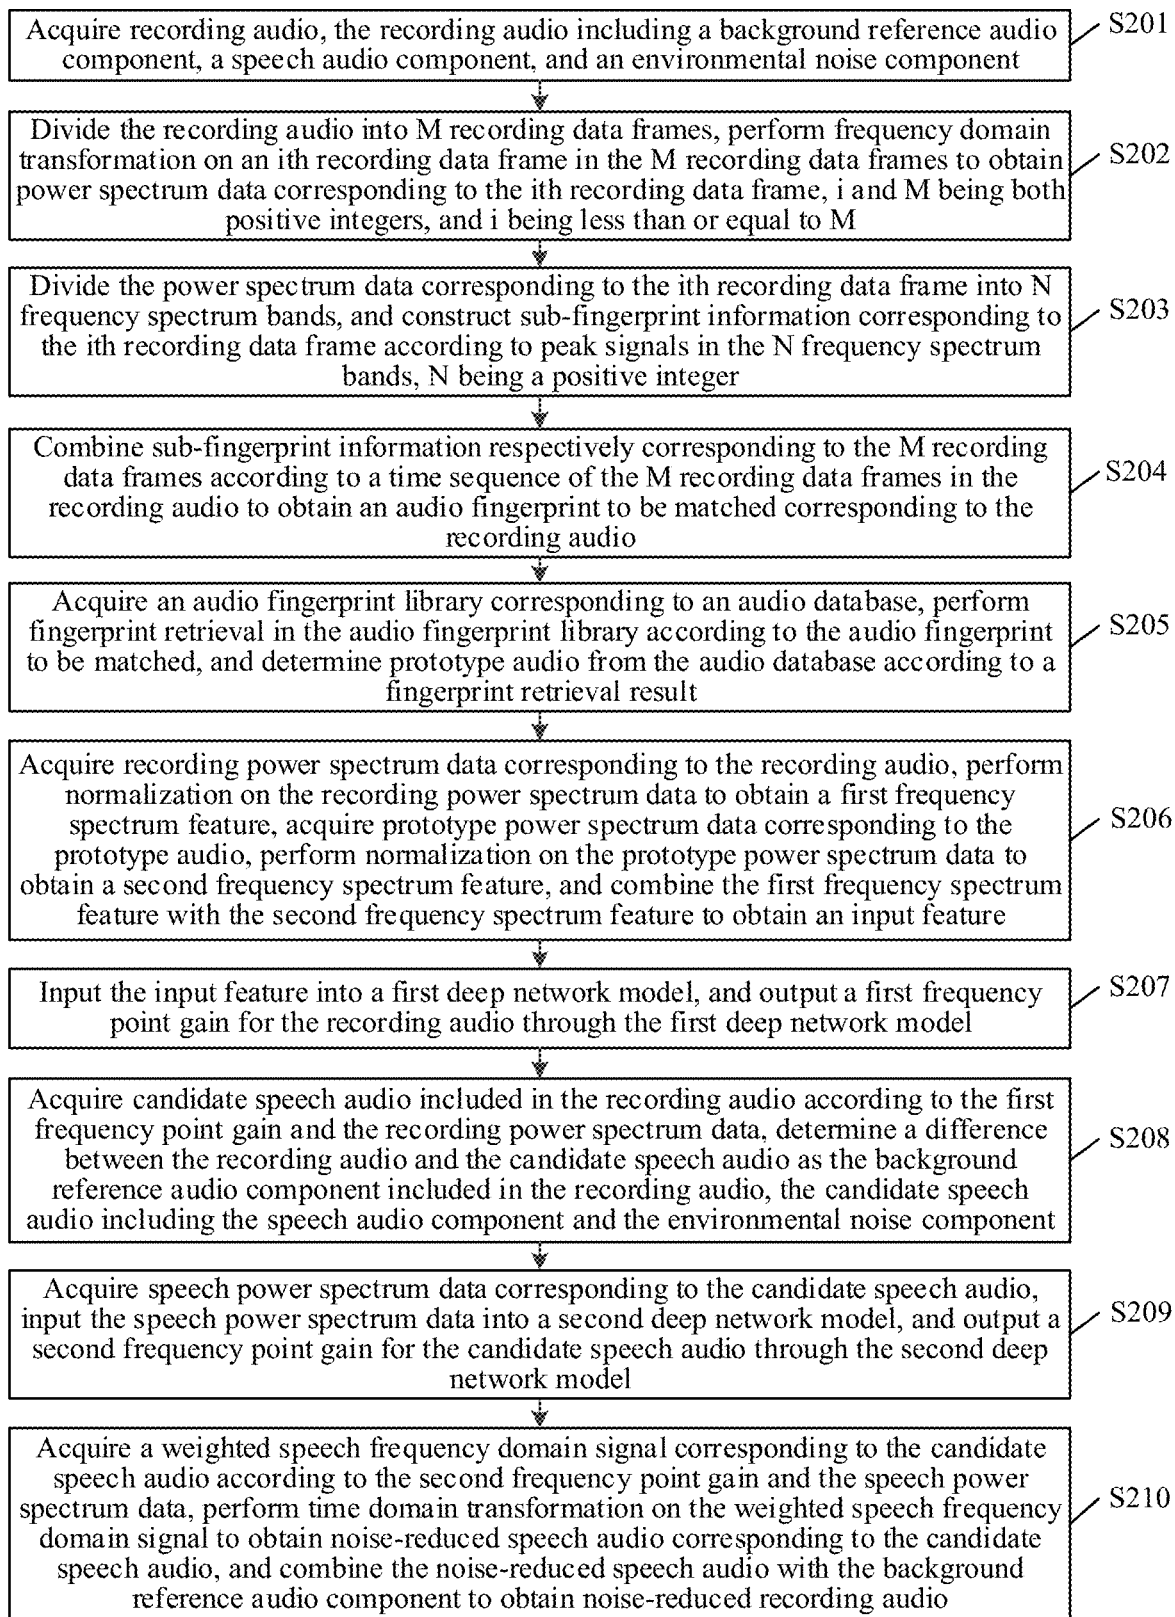 Acquire recording audio, the recording audio including a background reference audio
component, a speech audio component, and an environmental noise component
S201
Divide the recording audio into M recording data frames, perform frequency domain
transformation on an ith recording data frame in the M recording data frames to obtain
power spectrum data corresponding to the ith recording data frame, i and M being both
positive integers, and i being less than or equal to M
S202
Divide the power spectrum data corresponding to the ith recording data frame into N
frequency spectrum bands, and construct sub-fingerprint information corresponding to
the ith recording data frame according to peak signals in the N frequency spectrum
bands, N being a positive integer
S203
Combine sub-fingerprint information respectively corresponding to the M recording
data frames according to a time sequence of the M recording data frames in the
recording audio to obtain an audio fingerprint to be matched corresponding to the
recording audio
S204
Acquire an audio fingerprint library corresponding to an audio database, perform
fingerprint retrieval in the audio fingerprint library according to the audio fingerprint
to be matched, and determine prototype audio from the audio database according to a
fingerprint retrieval result
S205
Acquire recording power spectrum data corresponding to the recording audio, perform
normalization on the recording power spectrum data to obtain a first frequency
spectrum feature, acquire prototype power spectrum data corresponding to the
prototype audio, perform normalization on the prototype power spectrum data to
obtain a second frequency spectrum feature, and combine the first frequency spectrum
feature with the second frequency spectrum feature to obtain an input feature
S206
Input the input feature into a first deep network model, and output a first frequency
point gain for the recording audio through the first deep network model
S207
Acquire candidate speech audio included in the recording audio according to the first
frequency point gain and the recording power spectrum data, determine a difference
between the recording audio and the candidate speech audio as the background
reference audio component included in the recording audio, the candidate speech
audio including the speech audio component and the environmental noise component
S208
Acquire speech power spectrum data corresponding to the candidate speech audio,
input the speech power spectrum data into a second deep network model, and output a
second frequency point gain for the candidate speech audio through the second deep
network model
S209
Acquire a weighted speech frequency domain signal corresponding to the candidate
speech audio according to the second frequency point gain and the speech power
spectrum data, perform time domain transformation on the weighted speech frequency
domain signal to obtain noise-reduced speech audio corresponding to the candidate
speech audio, and combine the noise-reduced speech audio with the background
reference audio component to obtain noise-reduced recording audio
S210